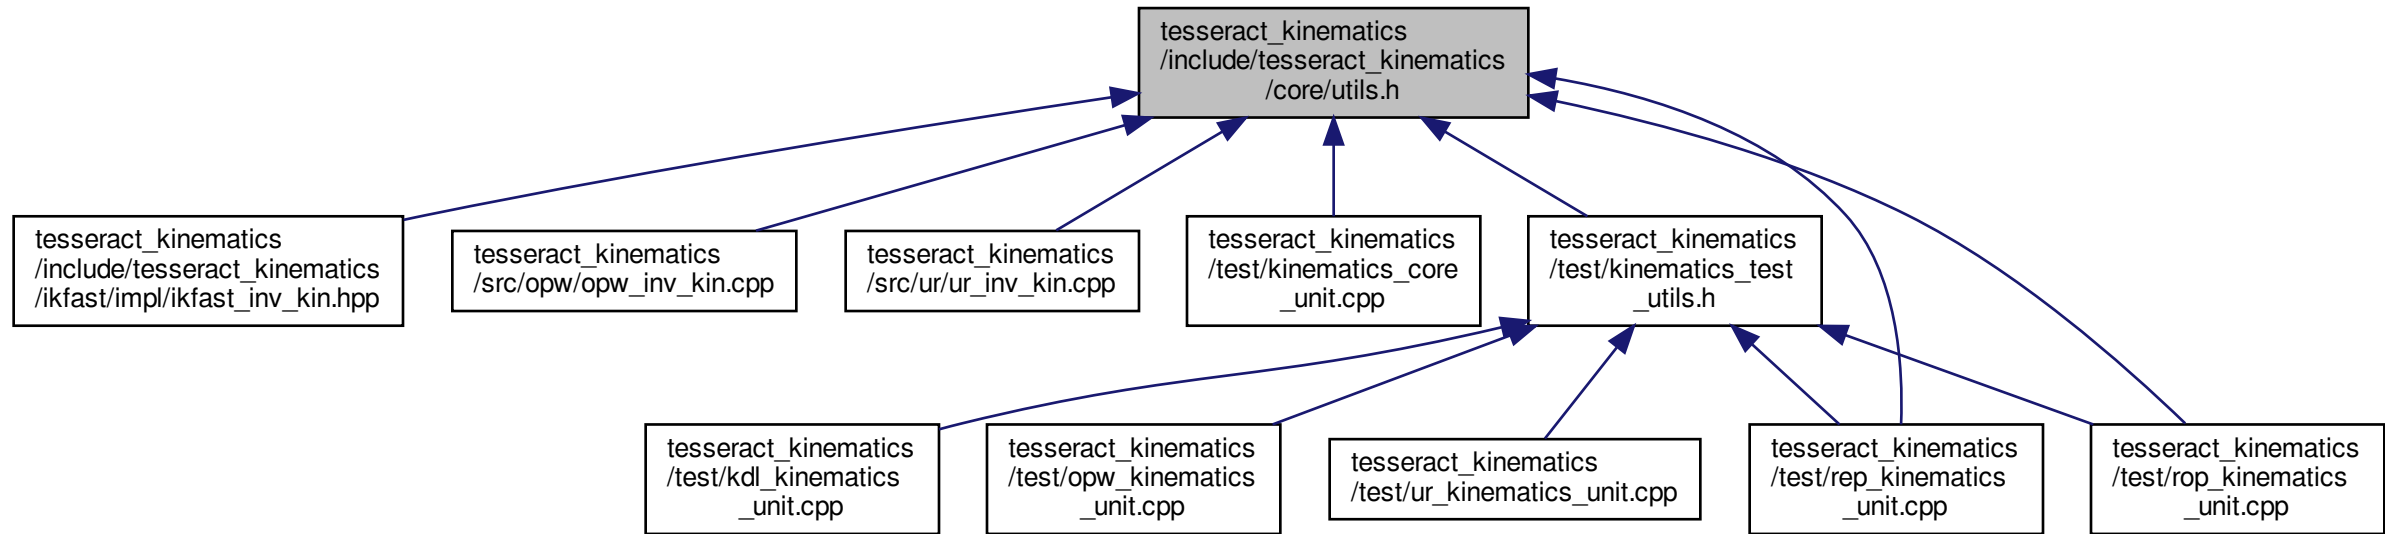 tesseract_kinematics
/include/tesseract_kinematics
/core/utils.h
tesseract_kinematics
/include/tesseract_kinematics
/ikfast/impl/ikfast_inv_kin.hpp
tesseract_kinematics
/src/opw/opw_inv_kin.cpp
tesseract_kinematics
/src/ur/ur_inv_kin.cpp
tesseract_kinematics
/test/kinematics_core
_unit.cpp
tesseract_kinematics
/test/kinematics_test
_utils.h
tesseract_kinematics
/test/kdl_kinematics
_unit.cpp
tesseract_kinematics
/test/opw_kinematics
_unit.cpp
tesseract_kinematics
/test/ur_kinematics_unit.cpp
tesseract_kinematics
/test/rep_kinematics
_unit.cpp
tesseract_kinematics
/test/rop_kinematics
_unit.cpp